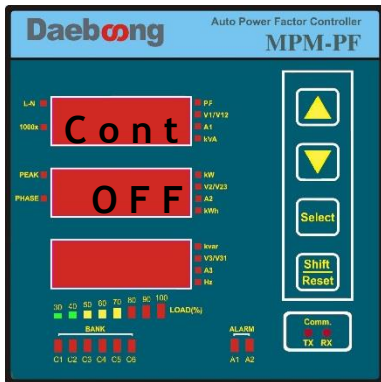 Daeboong
Auto Power Factor Controller
MPM-PF
L-N
1000x
Cont
PF
V1/V12
A1
kVA
PEAK
PHASE
OFF
kW
V2/V23
A2
kWh
kvar
V3/V31
A3
Hz
30 40 50 60 70 80 90 100 LOAD(%)
BANK
C1 C2 C3 C4 C5 C6
ALARM
A1 A2
Select
Shift
Reset
Comm.
TX RX